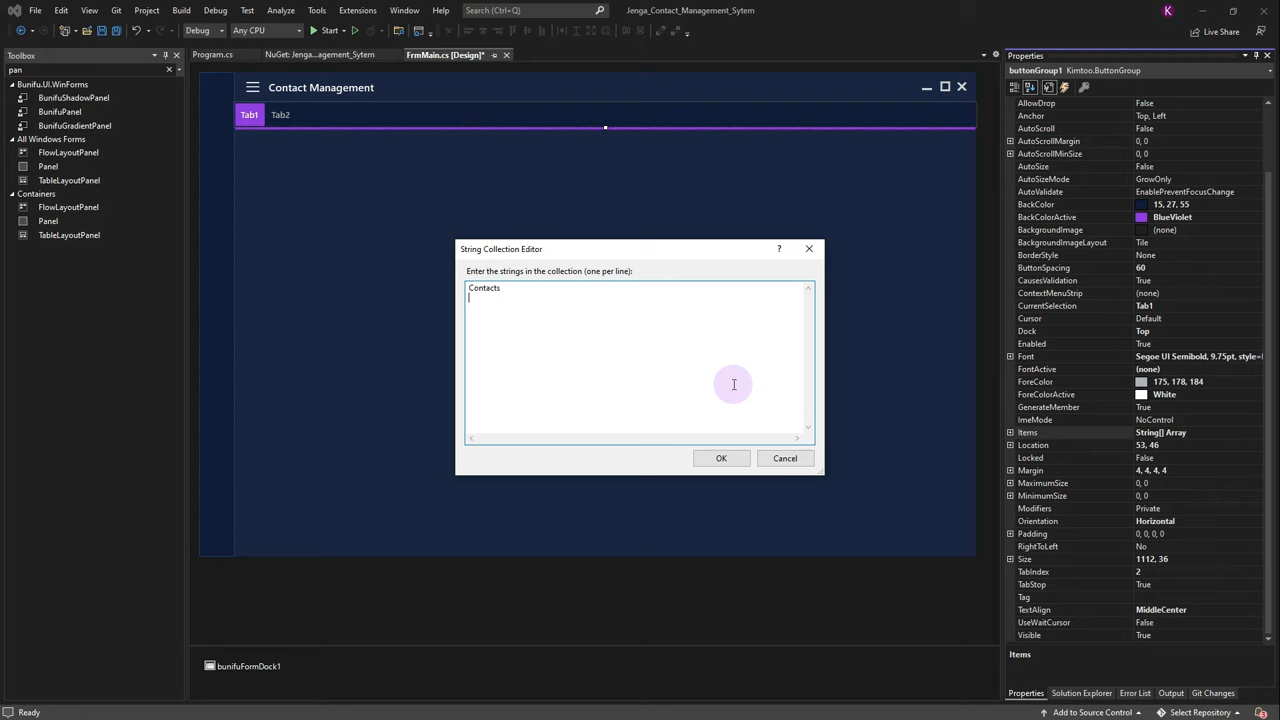 File Edit View Git Project Build Debug Test Analyze Tools Extensions Window Help Search (Ctrl+Q) Jenga_Contact_Management_Sytem K
Debug Any CPU Start Live Share
Toolbox
pan
Bunifu.UI.WinForms
BunifuShadowPanel
BunifuPanel
BunifuGradientPanel
All Windows Forms
FlowLayoutPanel
Panel
TableLayoutPanel
Containers
FlowLayoutPanel
Panel
TableLayoutPanel
Program.cs NuGet: Jeng...agement_Sytem FrmMain.cs [Design]*
Contact Management
Tab1 Tab2
String Collection Editor ?
Enter the strings in the collection (one per line):
Contacts
OK Cancel
bunifuFormDock1
Properties
buttonGroup1 Kimtoo.ButtonGroup
AllowDrop False
Anchor Top, Left
AutoScroll False
AutoScrollMargin 0, 0
AutoScrollMinSize 0, 0
AutoSize False
AutoSizeMode GrowOnly
AutoValidate EnablePreventFocusChange
BackColor 15, 27, 55
BackColorActive BlueViolet
BackgroundImage (none)
BackgroundImageLayout Tile
BorderStyle None
ButtonSpacing 60
CausesValidation True
ContextMenuStrip (none)
CurrentSelection Tab1
Cursor Default
Dock Top
Enabled True
Font Segoe UI Semibold, 9.75pt, style=
FontActive (none)
ForeColor 175, 178, 184
ForeColorActive White
GenerateMember True
ImeMode NoControl
Items String[] Array
Location 53, 46
Locked False
Margin 4, 4, 4, 4
MaximumSize 0, 0
MinimumSize 0, 0
Modifiers Private
Orientation Horizontal
Padding 0, 0, 0, 0
RightToLeft No
Size 1112, 36
TabIndex 2
TabStop True
Tag
TextAlign MiddleCenter
UseWaitCursor False
Visible True
Items
Properties Solution Explorer Error List Output Git Changes
Ready Add to Source Control Select Repository